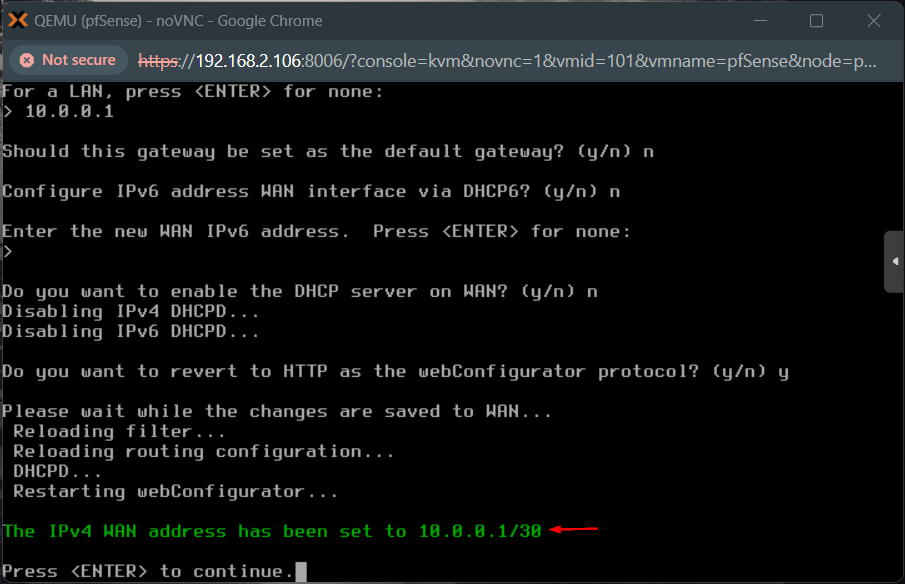 QEMU (pfSense) - noVNC - Google Chrome
Not secure https://192.168.2.106:8006/?console=kvm&novnc=1&vmid=101&vmname=pfSense&node=p...
For a LAN, press <ENTER> for none:
> 10.0.0.1
Should this gateway be set as the default gateway? (y/n) n
Configure IPv6 address WAN interface via DHCP6? (y/n) n
Enter the new WAN IPv6 address.  Press <ENTER> for none:
>
Do you want to enable the DHCP server on WAN? (y/n) n
Disabling IPv4 DHCPD...
Disabling IPv6 DHCPD...
Do you want to revert to HTTP as the webConfigurator protocol? (y/n) y
Please wait while the changes are saved to WAN...
Reloading filter...
Reloading routing configuration...
DHCPD...
Restarting webConfigurator...
The IPv4 WAN address has been set to 10.0.0.1/30
Press <ENTER> to continue.